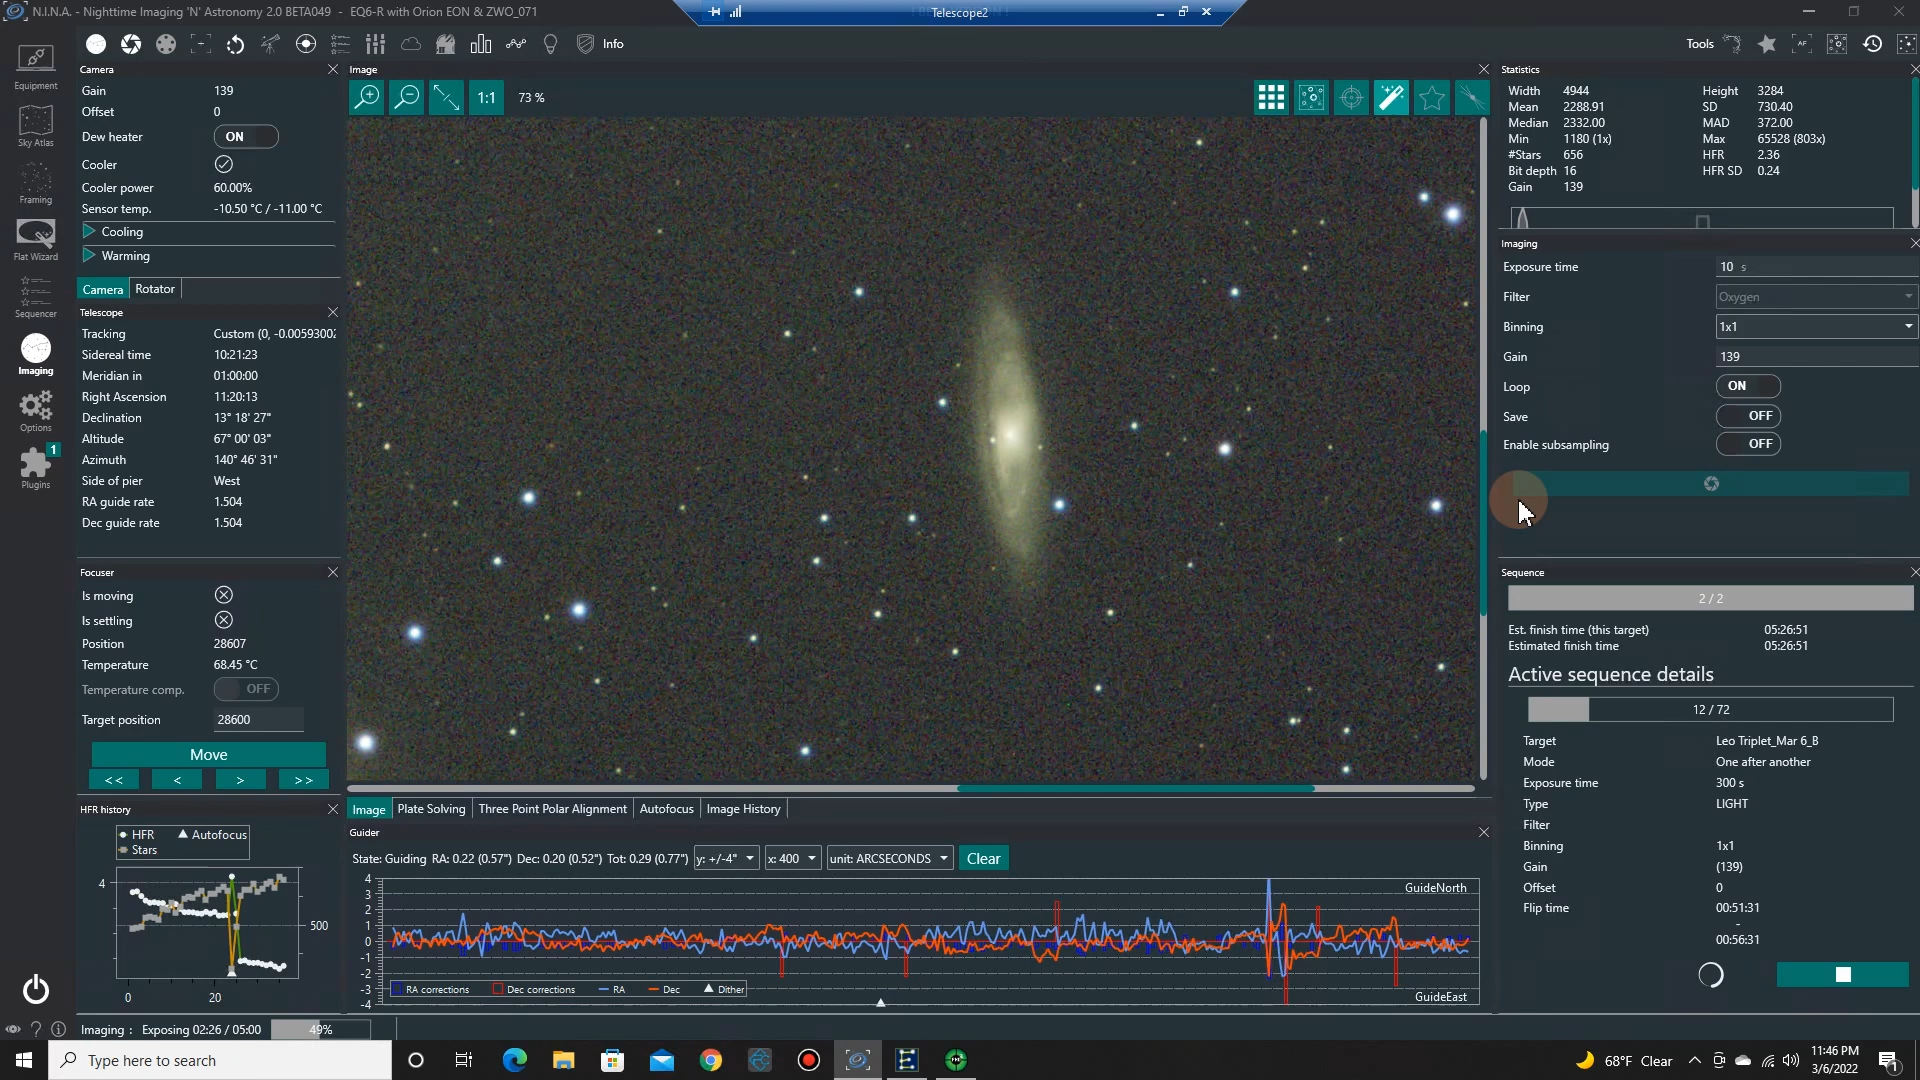 N.I.N.A. - Nighttime Imaging 'N' Astronomy 2.0 BETA049 - EQ6-R with Orion EON & ZWO_071
Telescope2
Info
Tools
AF
Equipment
Sky Atlas
Framing
Flat Wizard
Sequencer
Imaging
Options
1
Plugins
Camera
Gain 139
Offset 0
Dew heater ON
Cooler
Cooler power 60.00%
Sensor temp. -10.50 °C / -11.00 °C
Cooling
Warming
Camera Rotator
Telescope
Tracking Custom (0, -0.00593002
Sidereal time 10:21:23
Meridian in 01:00:00
Right Ascension 11:20:13
Declination 13° 18' 27"
Altitude 67° 00' 03"
Azimuth 140° 46' 31"
Side of pier West
RA guide rate 1.504
Dec guide rate 1.504
Focuser
Is moving
Is settling
Position 28607
Temperature 68.45 °C
Temperature comp. OFF
Target position 28600
Move
<< < > >>
HFR history
HFR Autofocus
Stars
4
500
0 20
Image
1:1 73 %
Image Plate Solving Three Point Polar Alignment Autofocus Image History
Guider
State: Guiding RA: 0.22 (0.57") Dec: 0.20 (0.52") Tot: 0.29 (0.77") y: +/-4" x: 400 unit: ARCSECONDS Clear
4
3
2
1
0
-1
-2
-3
-4
GuideNorth
GuideEast
RA corrections Dec corrections RA Dec Dither
Statistics
Width 4944 Height 3284
Mean 2288.91 SD 730.40
Median 2332.00 MAD 372.00
Min 1180 (1x) Max 65528 (803x)
#Stars 656 HFR 2.36
Bit depth 16 HFR SD 0.24
Gain 139
Imaging
Exposure time 10 s
Filter Oxygen
Binning 1x1
Gain 139
Loop ON
Save OFF
Enable subsampling OFF
Sequence
2 / 2
Est. finish time (this target) 05:26:51
Estimated finish time 05:26:51
Active sequence details
12 / 72
Target Leo Triplet_Mar 6_B
Mode One after another
Exposure time 300 s
Type LIGHT
Filter
Binning 1x1
Gain (139)
Offset 0
Flip time 00:51:31
-
00:56:31
Imaging : Exposing 02:26 / 05:00 49%
Type here to search
68°F Clear
11:46 PM
3/6/2022
1